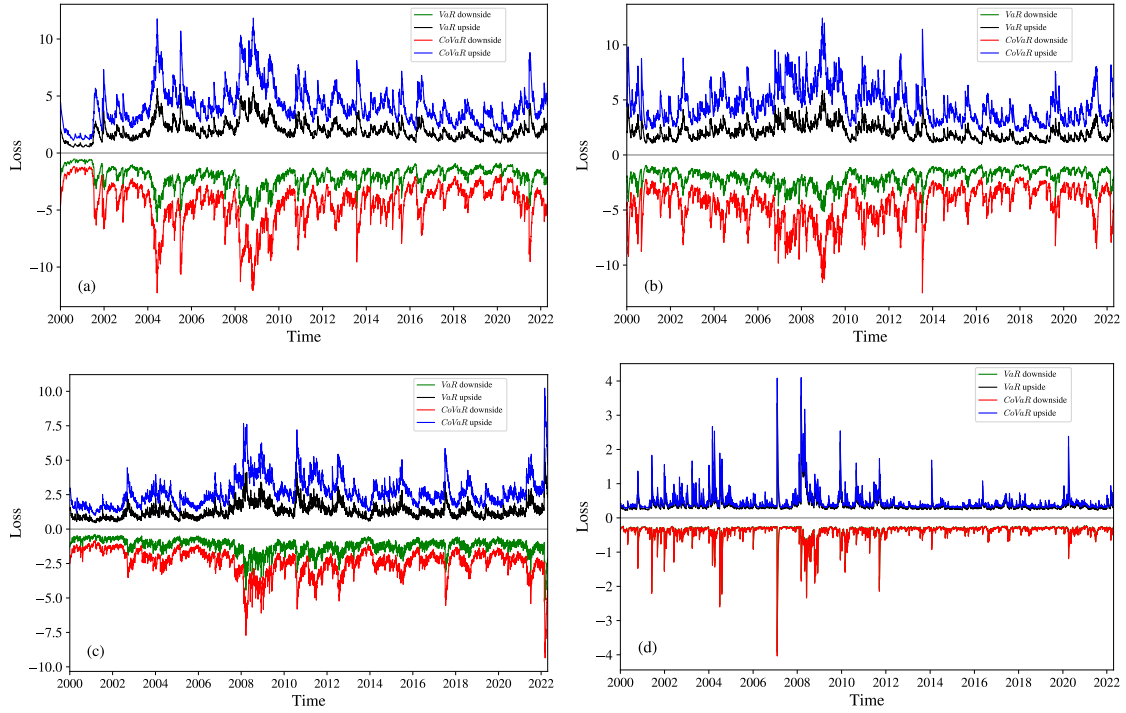 VaR downside
VaR upside
CoVaR downside
CoVaR upside
10
5
0
−5
−10
Loss
(a)
2000 2002 2004 2006 2008 2010 2012 2014 2016 2018 2020 2022
Time
VaR downside
VaR upside
CoVaR downside
CoVaR upside
10
5
0
−5
−10
Loss
(b)
2000 2002 2004 2006 2008 2010 2012 2014 2016 2018 2020 2022
Time
VaR downside
VaR upside
CoVaR downside
CoVaR upside
10.0
7.5
5.0
2.5
0.0
−2.5
−5.0
−7.5
−10.0
Loss
(c)
2000 2002 2004 2006 2008 2010 2012 2014 2016 2018 2020 2022
Time
VaR downside
VaR upside
CoVaR downside
CoVaR upside
4
3
2
1
0
−1
−2
−3
−4
Loss
(d)
2000 2002 2004 2006 2008 2010 2012 2014 2016 2018 2020 2022
Time